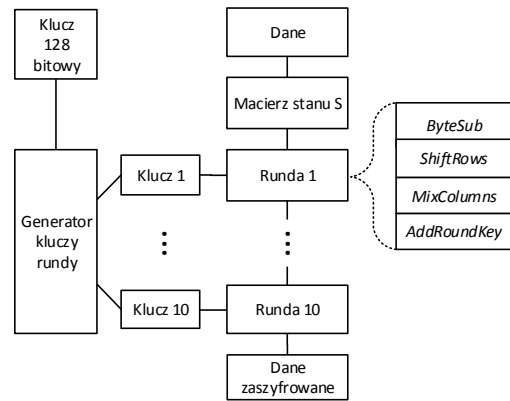 Klucz
128
bitowy
Dane
Macierz stanu S
ByteSub
ShiftRows
MixColumns
AddRoundKey
Klucz 1
Runda 1
Generator
kluczy
rundy
Klucz 10
Runda 10
Dane
zaszyfrowane